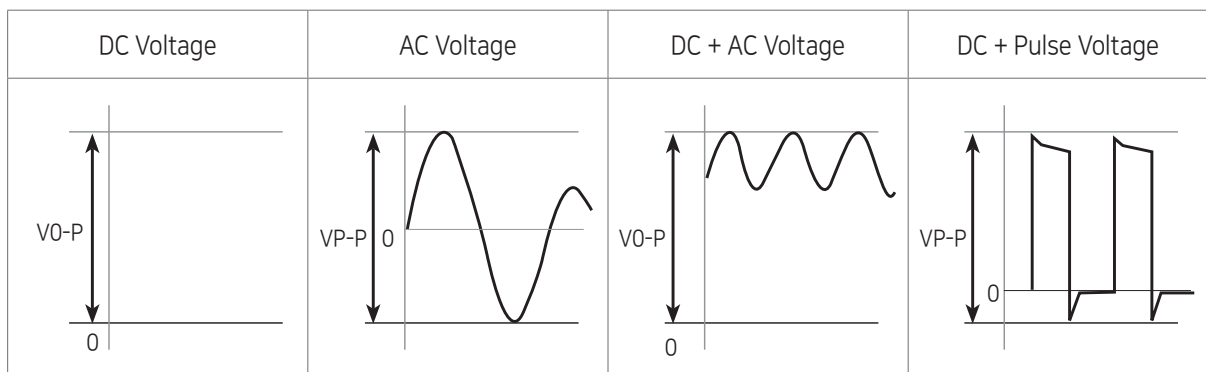 DC Voltage
AC Voltage
DC + AC Voltage
DC + Pulse Voltage
V0-P
0
VP-P
0
V0-P
0
VP-P
0